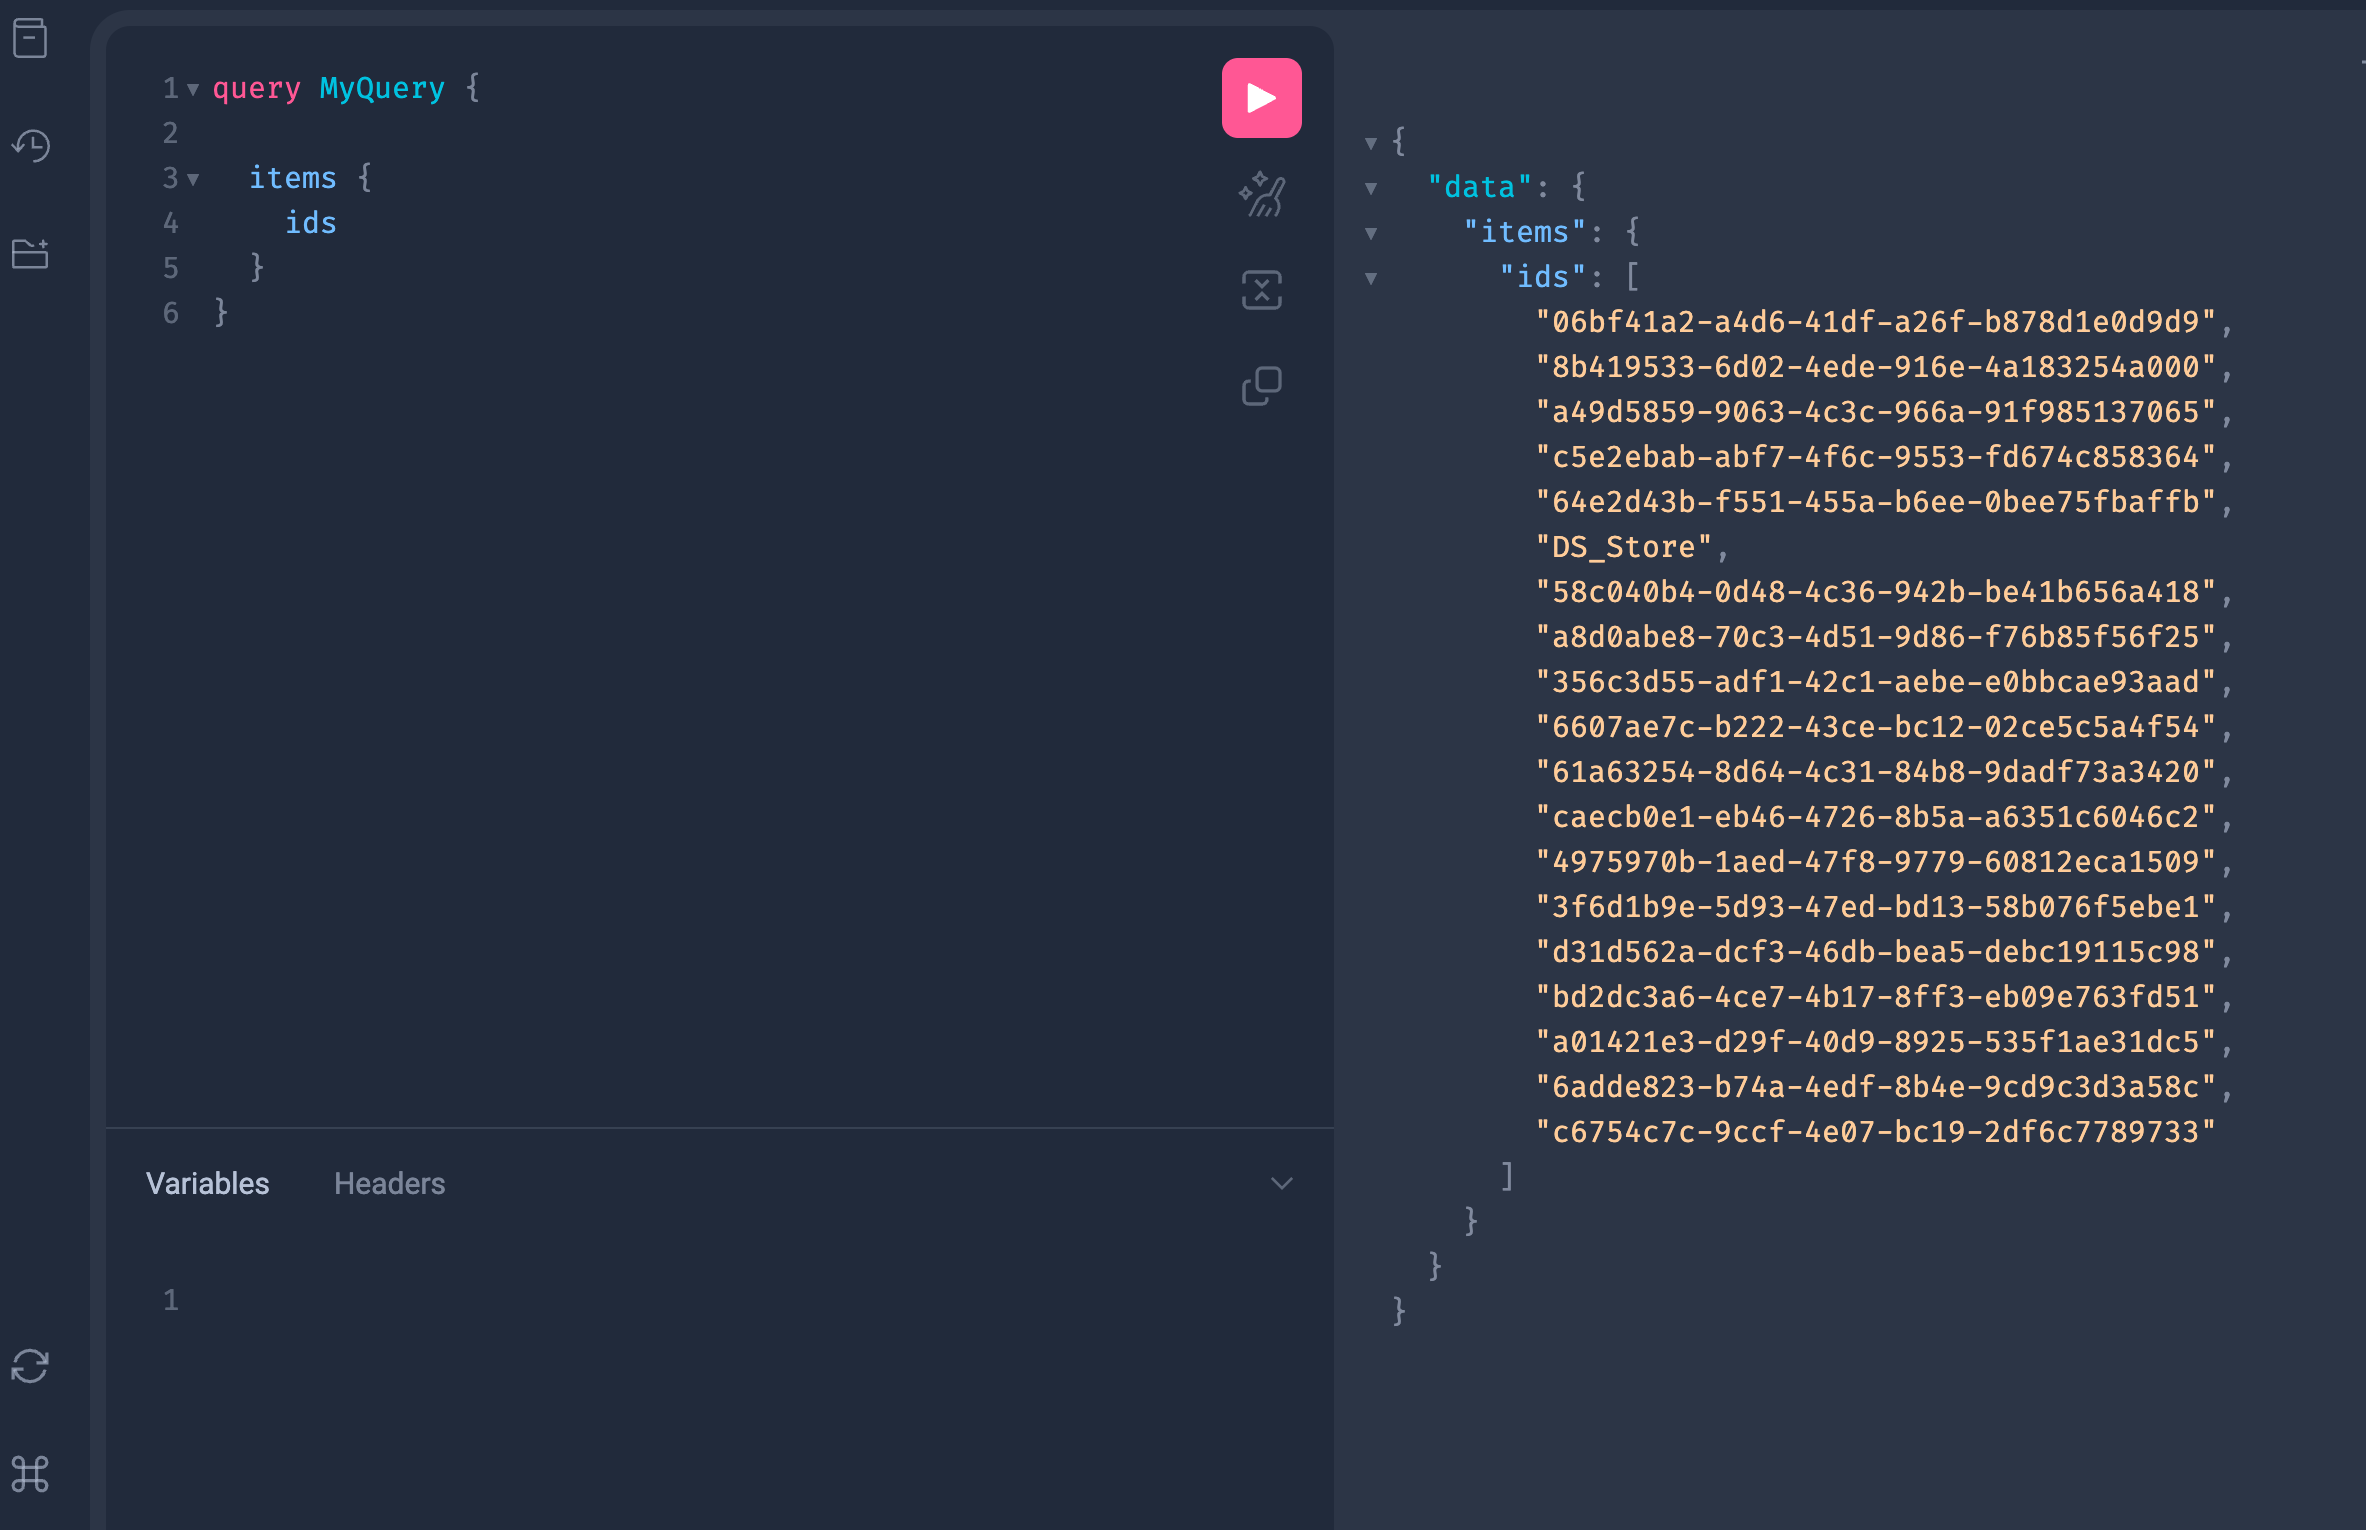 1 query MyQuery {
2
3 items {
4 ids
5 }
6 }
Variables Headers
1
{
"data": {
"items": {
"ids": [
"06bf41a2-a4d6-41df-a26f-b878d1e0d9d9",
"8b419533-6d02-4ede-916e-4a183254a000",
"a49d5859-9063-4c3c-966a-91f985137065",
"c5e2ebab-abf7-4f6c-9553-fd674c858364",
"64e2d43b-f551-455a-b6ee-0bee75fbaffb",
"DS_Store",
"58c040b4-0d48-4c36-942b-be41b656a418",
"a8d0abe8-70c3-4d51-9d86-f76b85f56f25",
"356c3d55-adf1-42c1-aebe-e0bbcae93aad",
"6607ae7c-b222-43ce-bc12-02ce5c5a4f54",
"61a63254-8d64-4c31-84b8-9dadf73a3420",
"caecb0e1-eb46-4726-8b5a-a6351c6046c2",
"4975970b-1aed-47f8-9779-60812eca1509",
"3f6d1b9e-5d93-47ed-bd13-58b076f5ebe1",
"d31d562a-dcf3-46db-bea5-debc19115c98",
"bd2dc3a6-4ce7-4b17-8ff3-eb09e763fd51",
"a01421e3-d29f-40d9-8925-535f1ae31dc5",
"6adde823-b74a-4edf-8b4e-9cd9c3d3a58c",
"c6754c7c-9ccf-4e07-bc19-2df6c7789733"
]
}
}
}